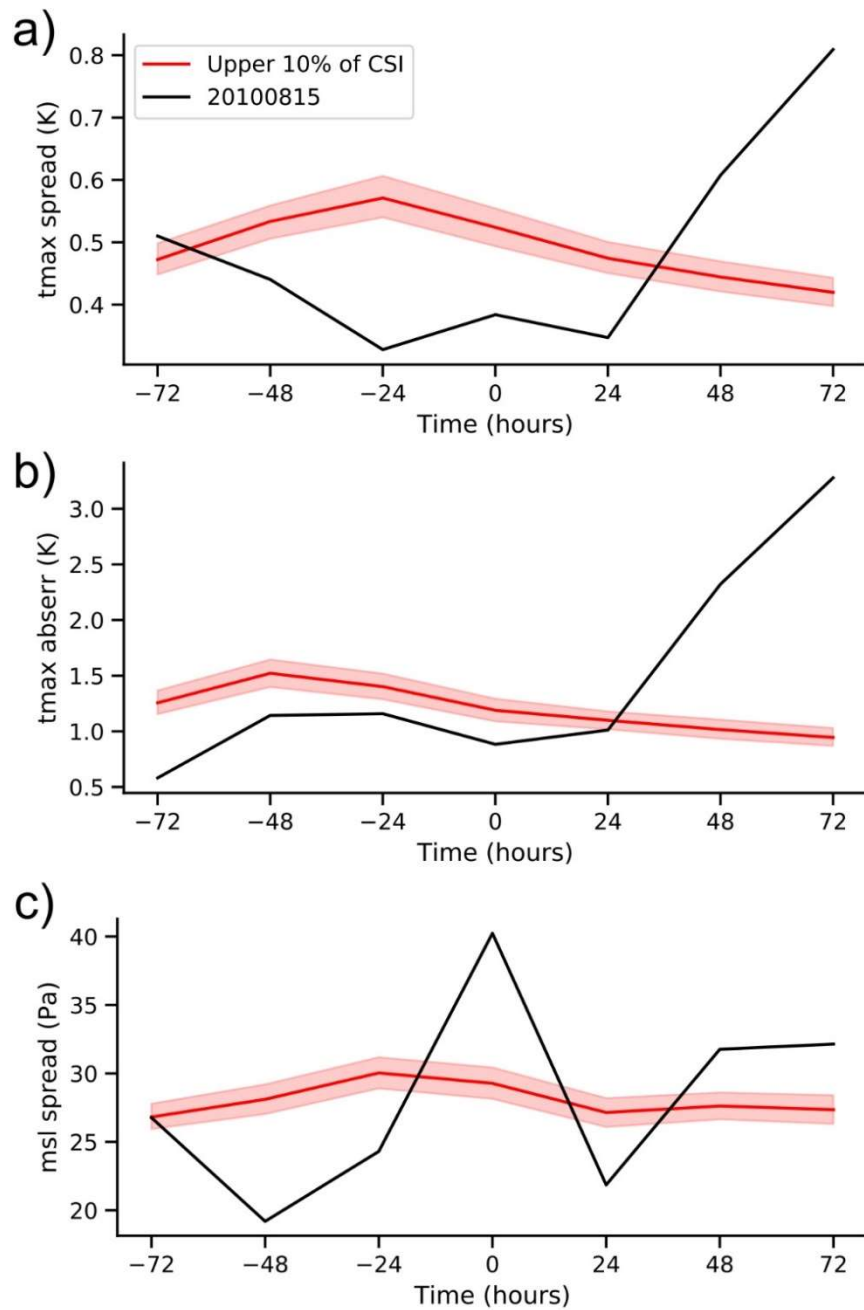 a)
tmax spread (K)
0.8
0.7
0.6
0.5
0.4
Upper 10% of CSI
20100815
−72 −48 −24 0 24 48 72
Time (hours)
b)
tmax abserr (K)
3.0
2.5
2.0
1.5
1.0
0.5
−72 −48 −24 0 24 48 72
Time (hours)
c)
msl spread (Pa)
40
35
30
25
20
−72 −48 −24 0 24 48 72
Time (hours)